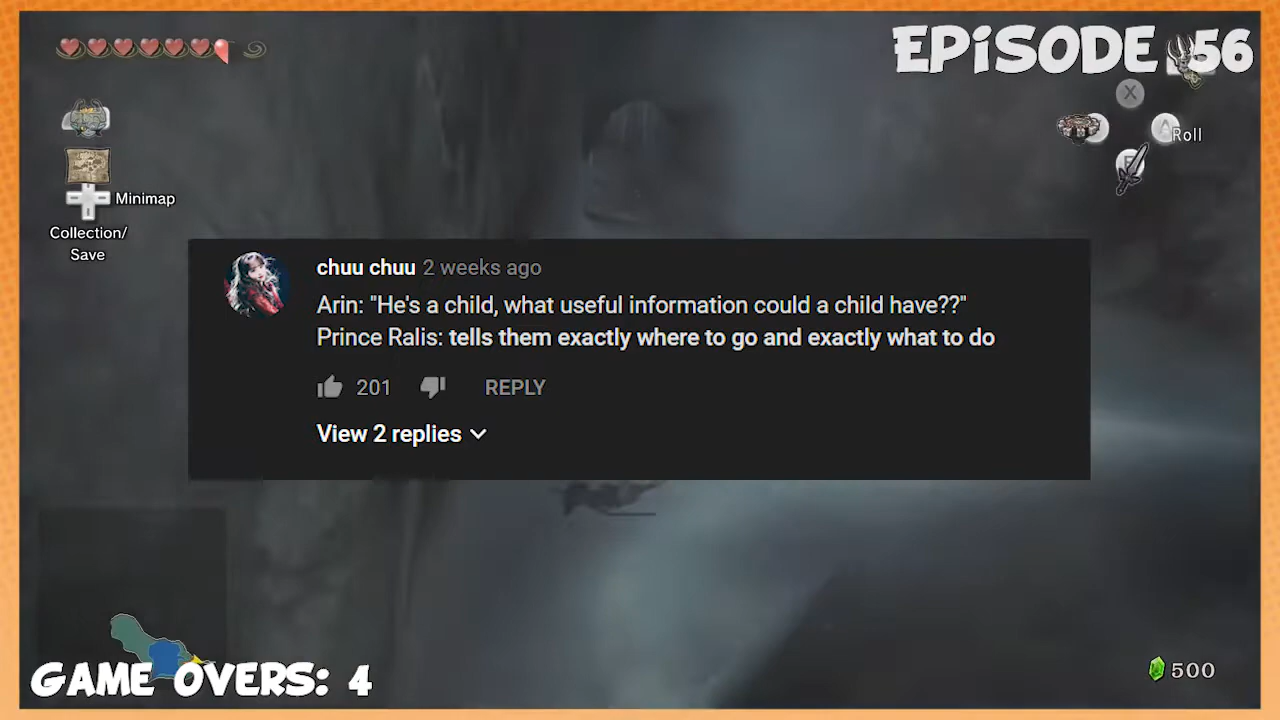 EPISODE 56
X
A
Roll
Minimap
Collection/
Save
chuu chuu 2 weeks ago
Arin: "He's a child, what useful information could a child have??"
Prince Ralis: tells them exactly where to go and exactly what to do
201 REPLY
View 2 replies
GAME OVERS: 4
500